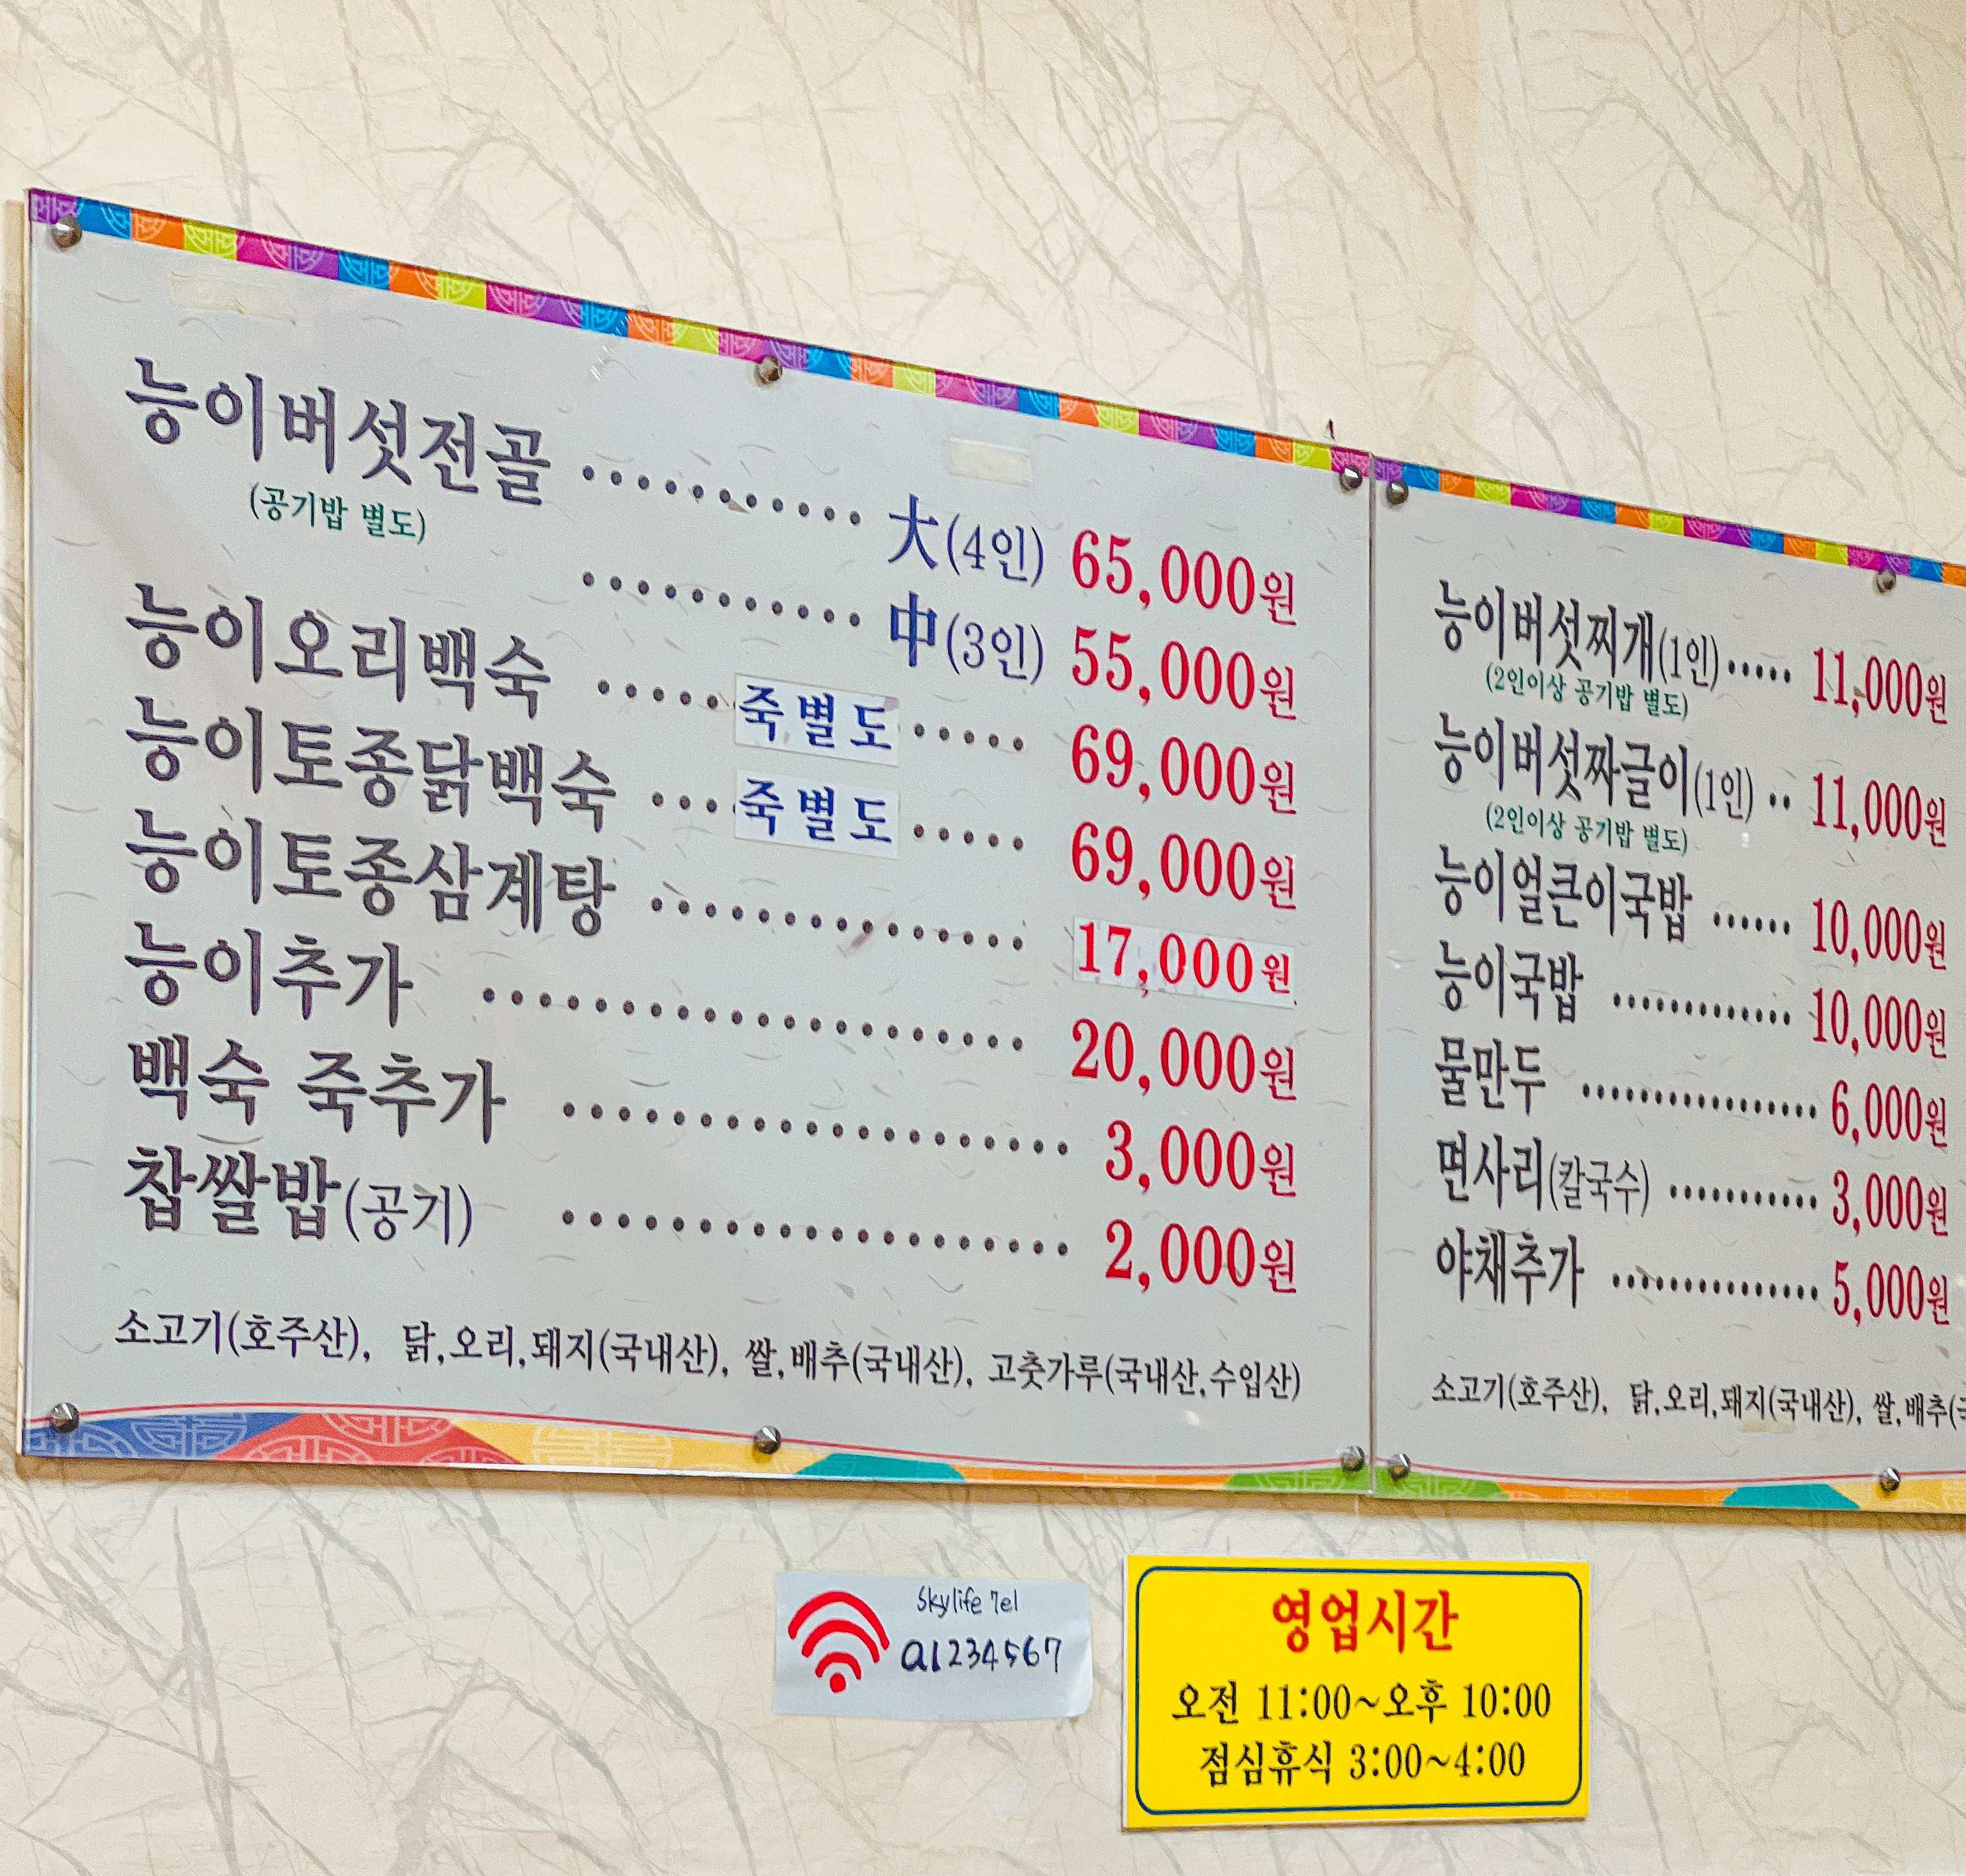 능이버섯전골 ·········· 大(4인) 65,000원
(공기밥 별도)
··········· 中(3인) 55,000원
능이오리백숙 ····· 죽별도 ····· 69,000원
능이토종닭백숙 ··· 죽별도 ····· 69,000원
능이토종삼계탕 ·············· 17,000원
능이추가 ···················· 20,000원
백숙 죽추가 ··················· 3,000원
찹쌀밥(공기) ··················· 2,000원
소고기(호주산), 닭,오리,돼지(국내산), 쌀,배추(국내산), 고춧가루(국내산,수입산)
능이버섯찌개(1인)····· 11,000원
(2인이상 공기밥 별도)
능이버섯짜글이(1인) ·· 11,000원
(2인이상 공기밥 별도)
능이얼큰이국밥 ······ 10,000원
능이국밥 ············· 10,000원
물만두 ················· 6,000원
면사리(칼국수) ··········· 3,000원
야채추가 ··············· 5,000원
소고기(호주산), 닭,오리,돼지(국내산), 쌀,배추(
Skylife 7e1
a1234567
영업시간
오전 11:00~오후 10:00
점심휴식 3:00~4:00